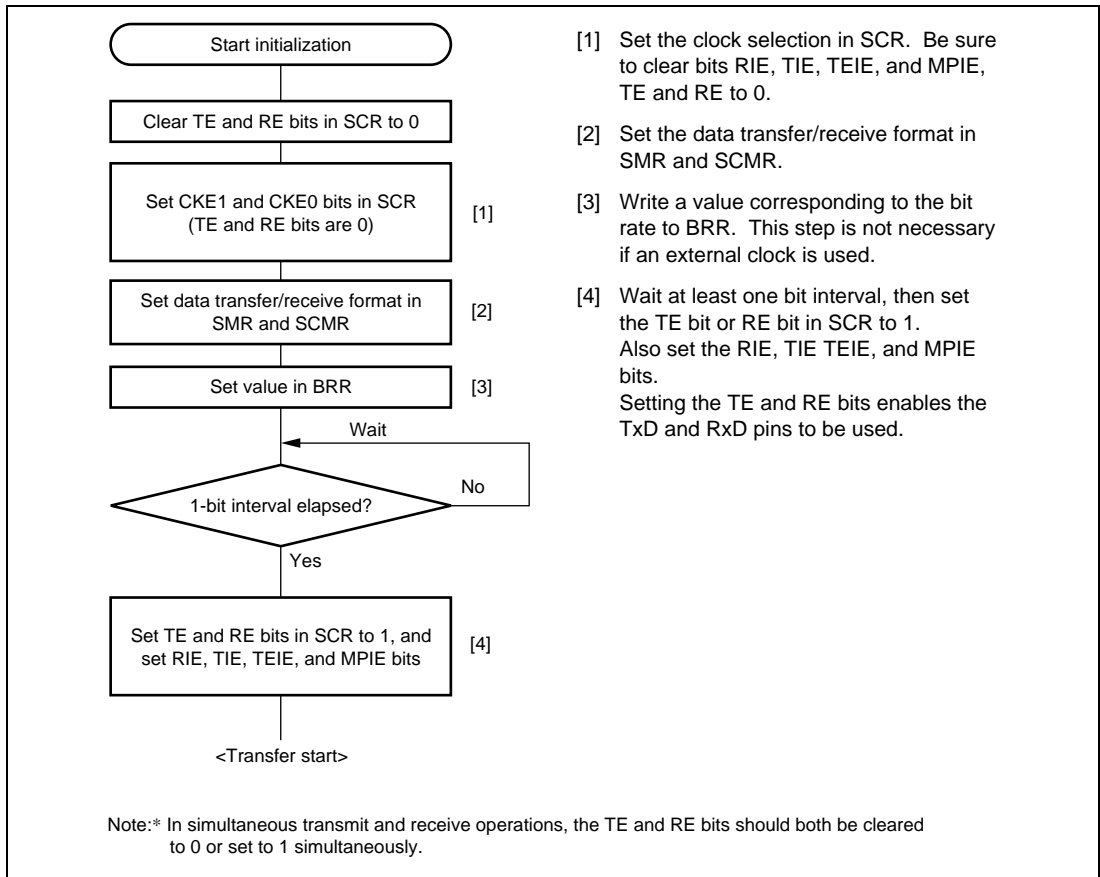 Start initialization
Clear TE and RE bits in SCR to 0
Set CKE1 and CKE0 bits in SCR
(TE and RE bits are 0)
[1]
Set data transfer/receive format in
SMR and SCMR
[2]
Set value in BRR
[3]
Wait
No
1-bit interval elapsed?
Yes
Set TE and RE bits in SCR to 1, and
set RIE, TIE, TEIE, and MPIE bits
[4]
<Transfer start>
[1] Set the clock selection in SCR. Be sure
to clear bits RIE, TIE, TEIE, and MPIE,
TE and RE to 0.
[2] Set the data transfer/receive format in
SMR and SCMR.
[3] Write a value corresponding to the bit
rate to BRR. This step is not necessary
if an external clock is used.
[4] Wait at least one bit interval, then set
the TE bit or RE bit in SCR to 1.
Also set the RIE, TIE TEIE, and MPIE
bits.
Setting the TE and RE bits enables the
TxD and RxD pins to be used.
Note:* In simultaneous transmit and receive operations, the TE and RE bits should both be cleared
to 0 or set to 1 simultaneously.